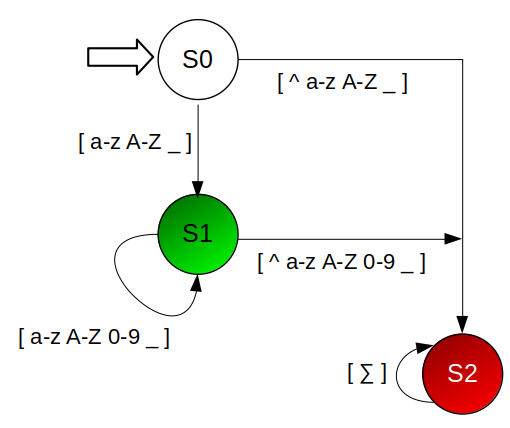 S0
[ ^ a-z A-Z _ ]
[ a-z A-Z _ ]
S1
[ ^ a-z A-Z 0-9 _ ]
[ a-z A-Z 0-9 _ ]
[ ∑ ]
S2